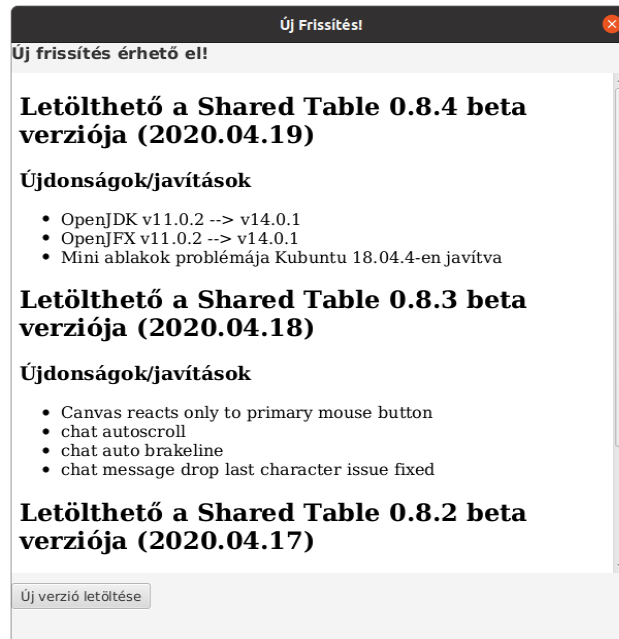 Új Frissítés!
Új frissítés érhető el!
Letölthető a Shared Table 0.8.4 beta
verziója (2020.04.19)
Újdonságok/javítások
OpenJDK v11.0.2 --> v14.0.1
OpenJFX v11.0.2 --> v14.0.1
Mini ablakok problémája Kubuntu 18.04.4-en javítva
Letölthető a Shared Table 0.8.3 beta
verziója (2020.04.18)
Újdonságok/javítások
Canvas reacts only to primary mouse button
chat autoscroll
chat auto brakeline
chat message drop last character issue fixed
Letölthető a Shared Table 0.8.2 beta
verziója (2020.04.17)
Új verzió letöltése